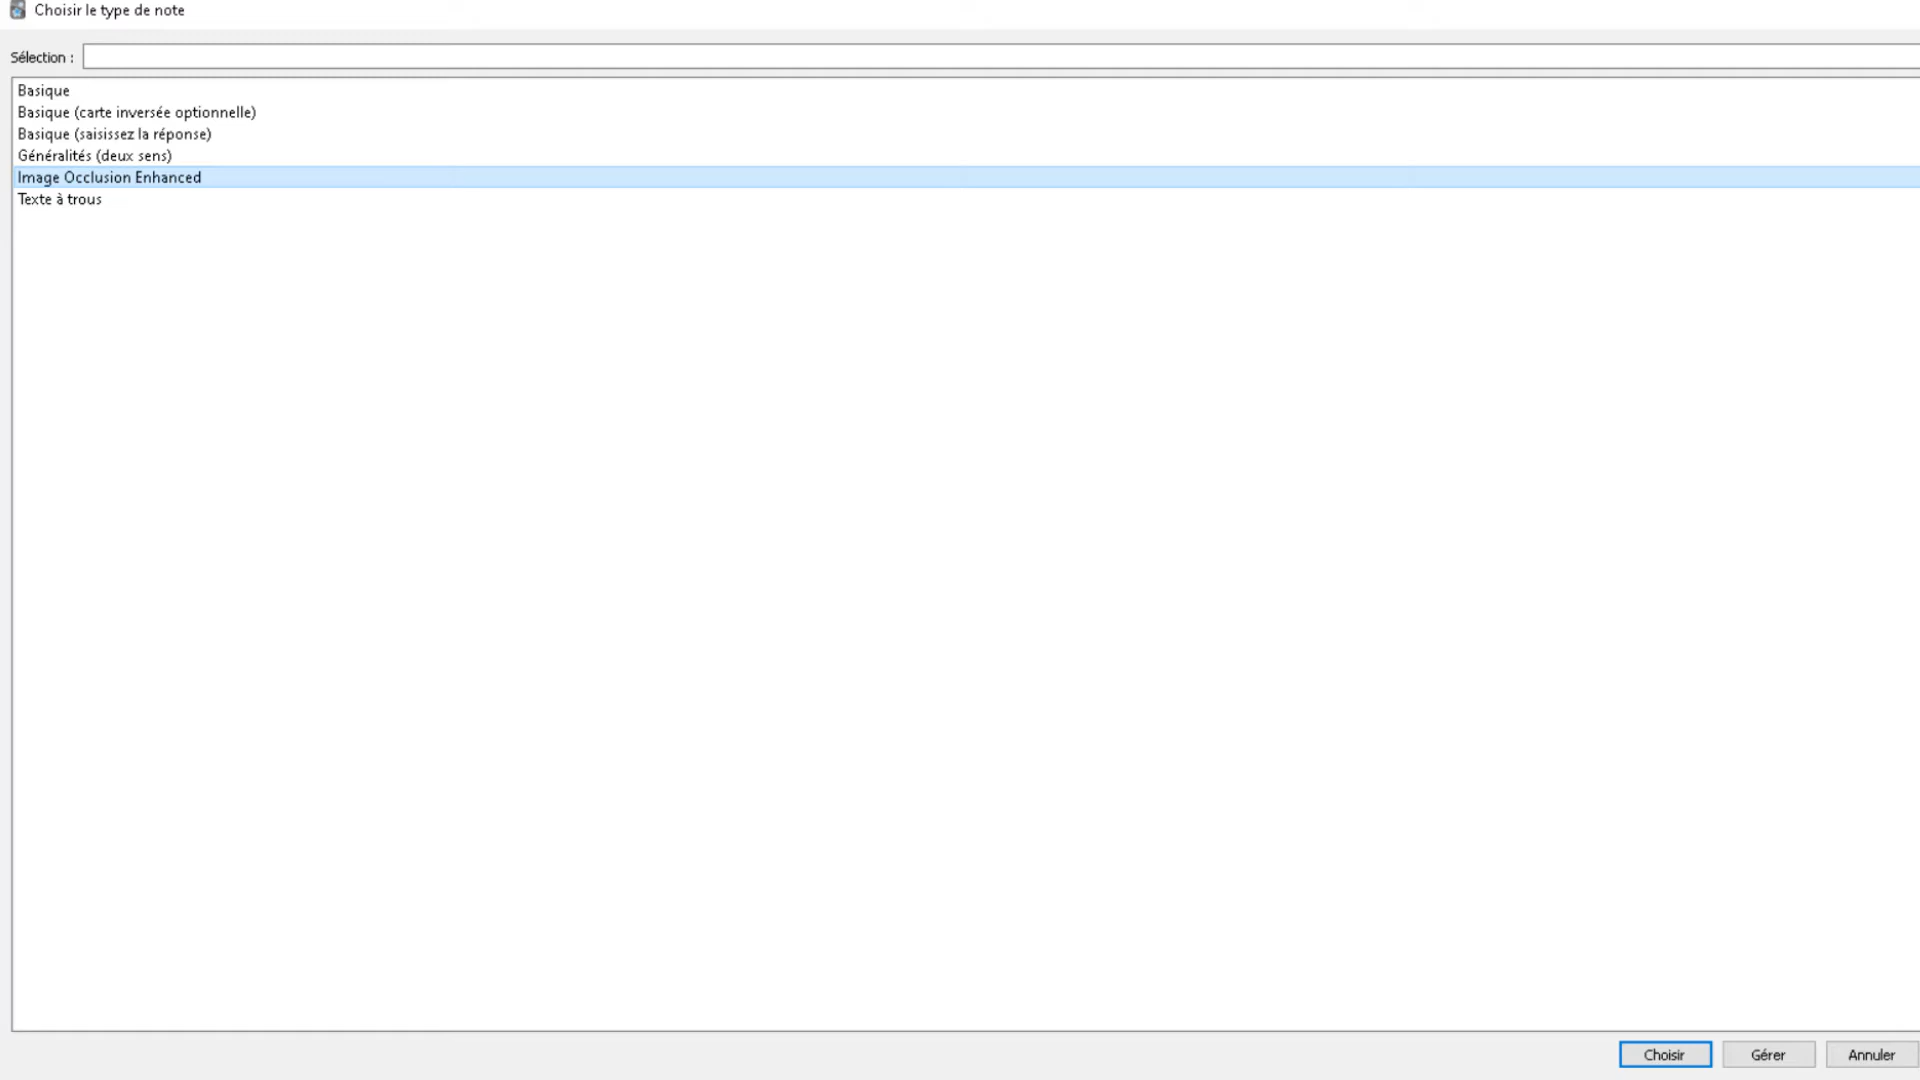 Choisir le type de note
Sélection :
Basique
Basique (carte inversée optionnelle)
Basique (saisissez la réponse)
Généralités (deux sens)
Image Occlusion Enhanced
Texte à trous
Choisir Gérer Annuler